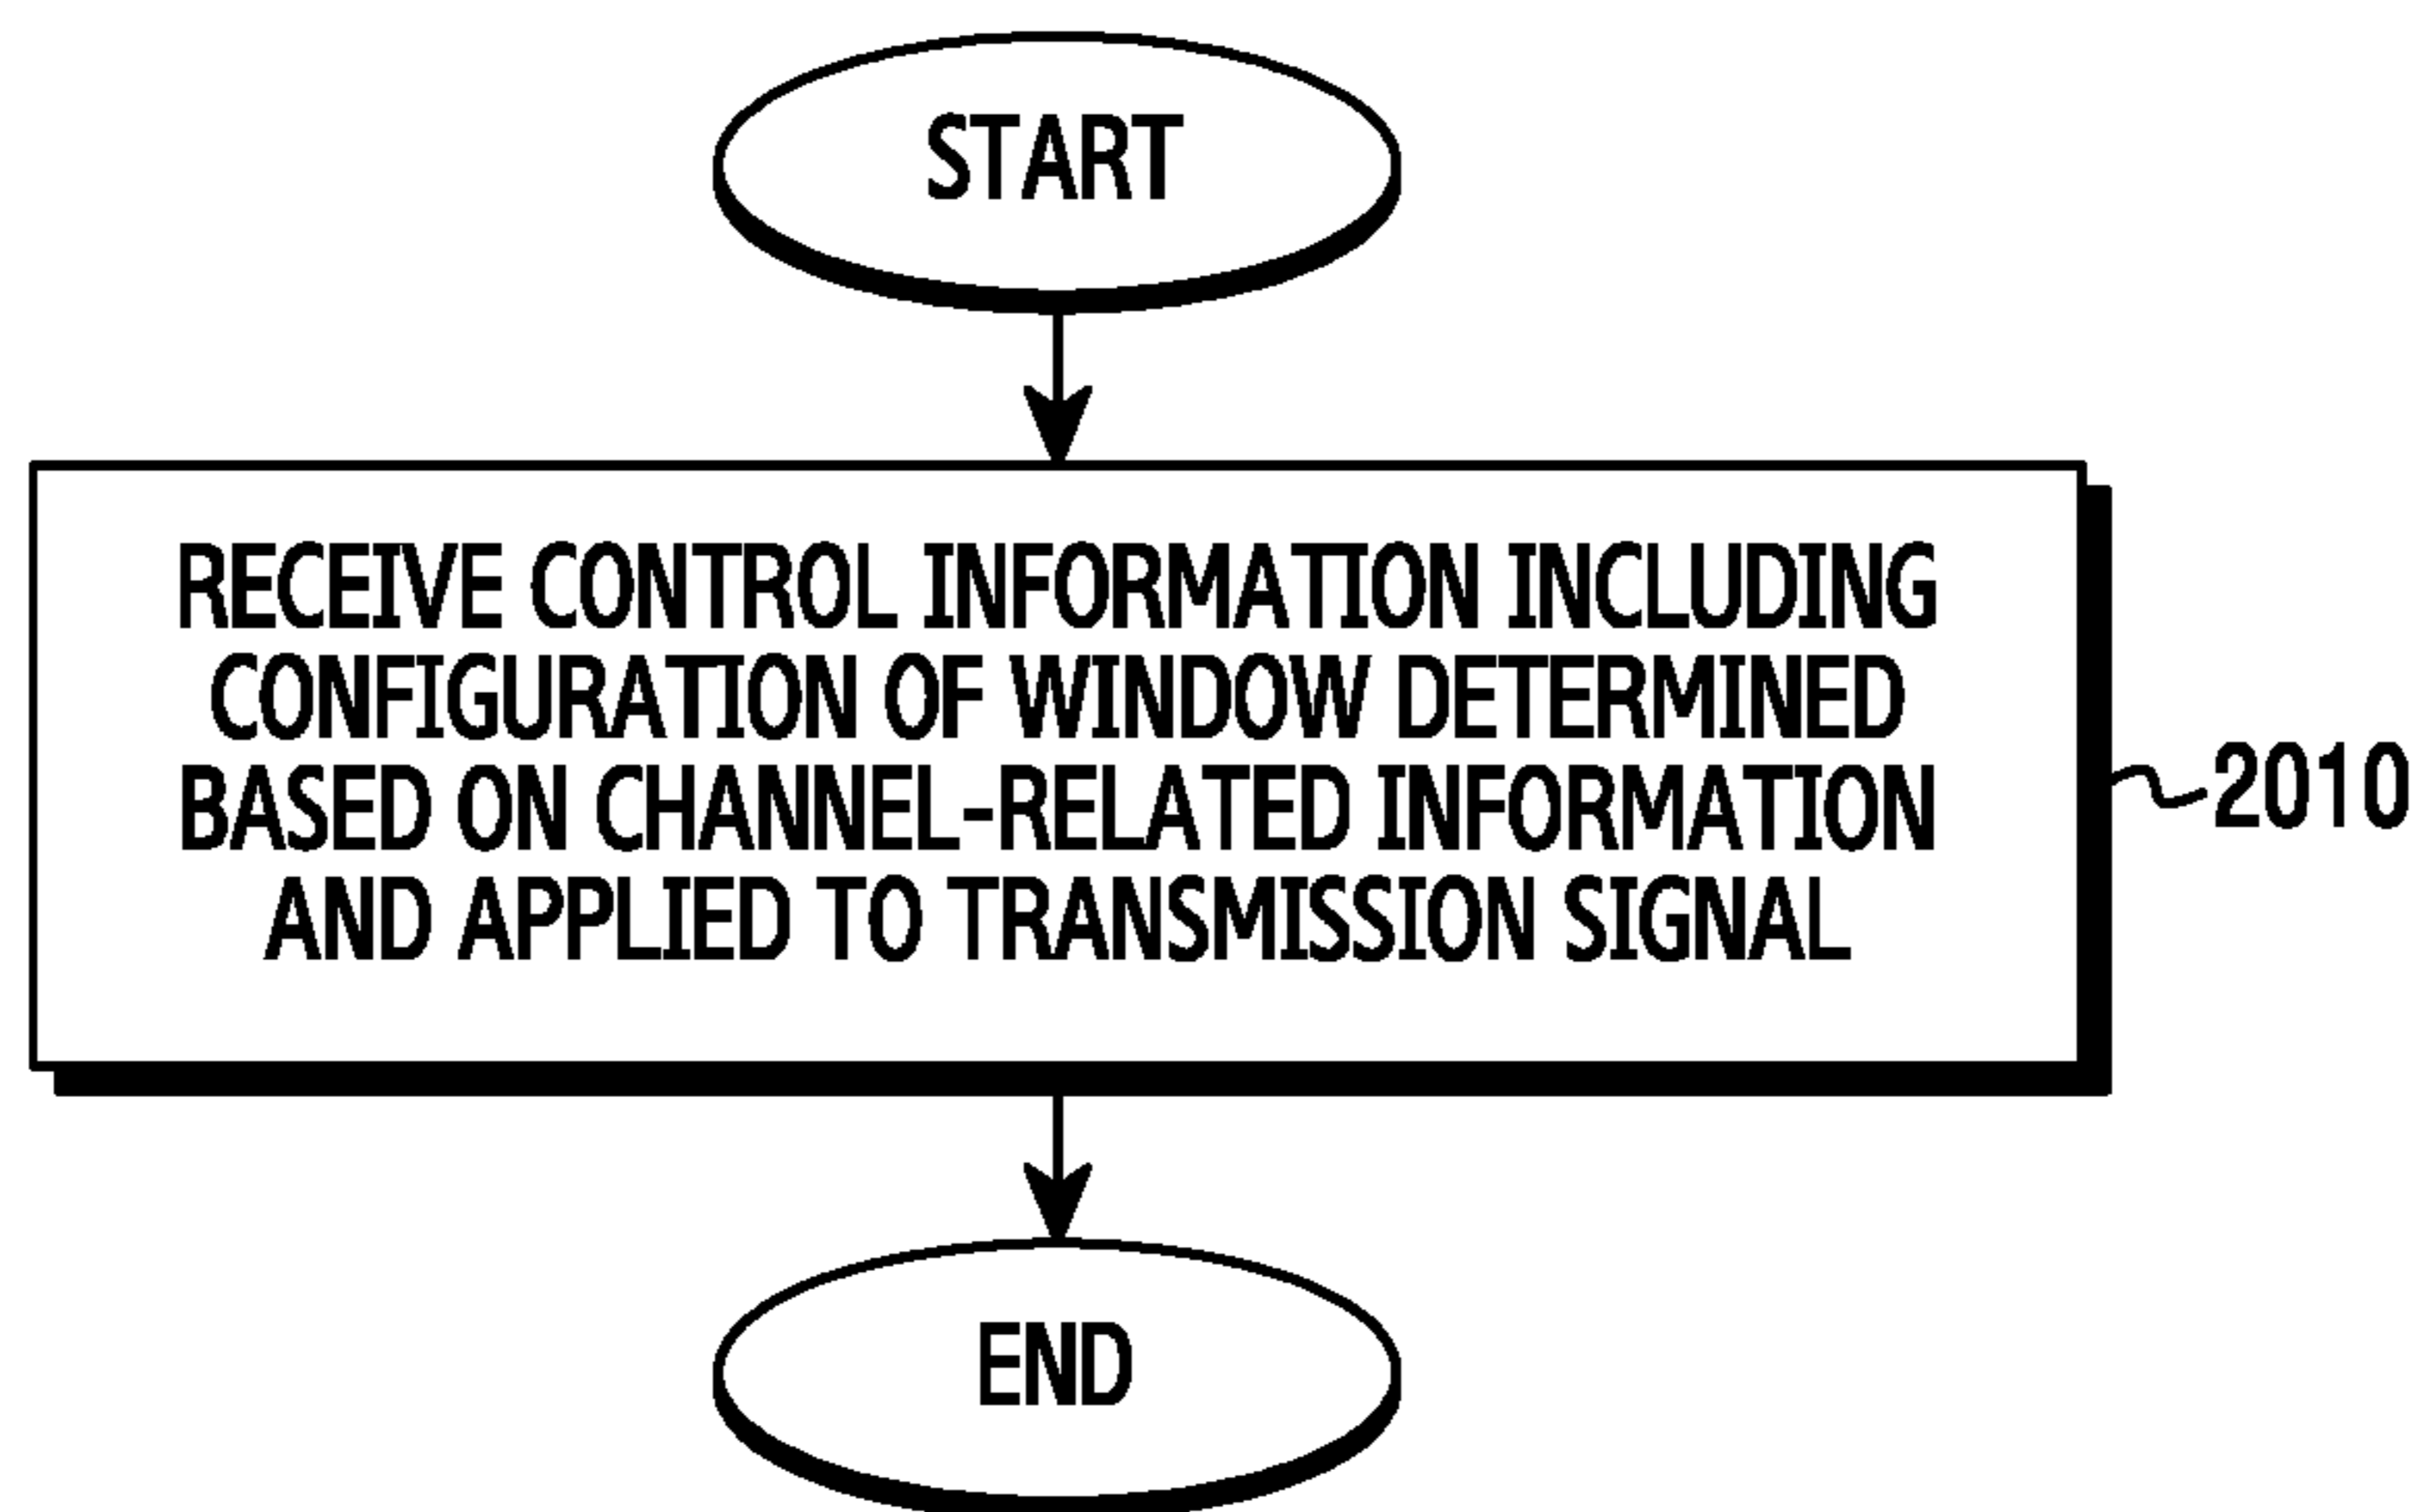 START
RECEIVE CONTROL INFORMATION INCLUDING
CONFIGURATION OF WINDOW DETERMINED
BASED ON CHANNEL-RELATED INFORMATION
AND APPLIED TO TRANSMISSION SIGNAL
2010
END